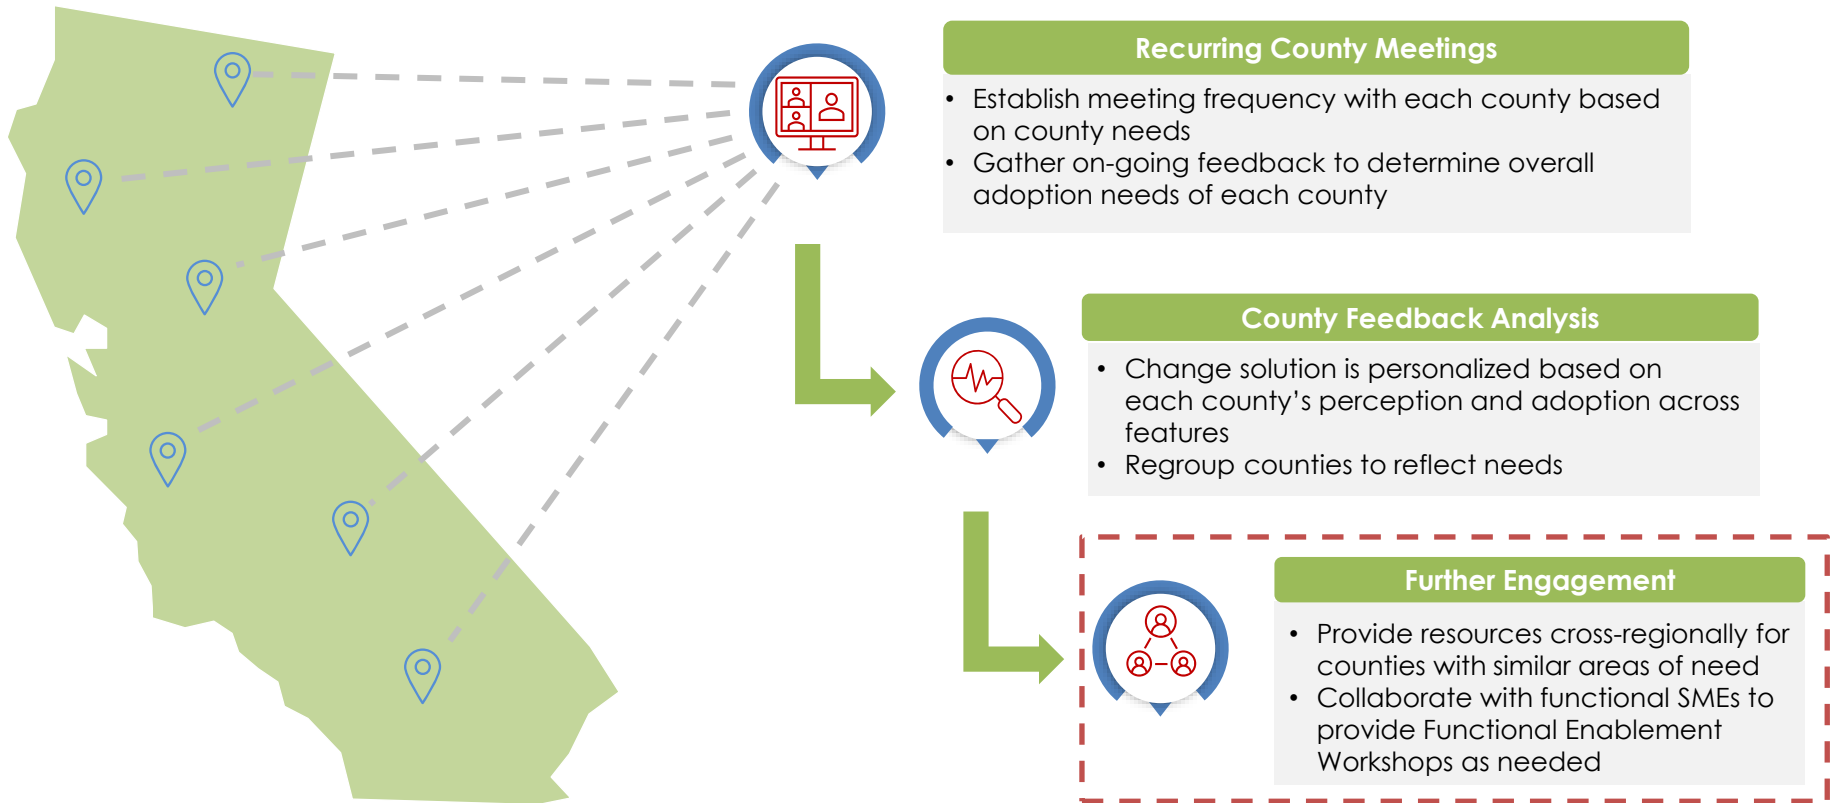 Recurring County Meetings
• Establish meeting frequency with each county based
on county needs
• Gather on-going feedback to determine overall
adoption needs of each county
County Feedback Analysis
• Change solution is personalized based on
each county’s perception and adoption across
features
• Regroup counties to reflect needs
Further Engagement
• Provide resources cross-regionally for
counties with similar areas of need
• Collaborate with functional SMEs to
provide Functional Enablement
Workshops as needed